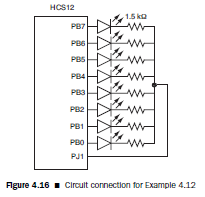 HCS12
1.5 kΩ
PB7
PB6
PB5
PB4
PB3
PB2
PB1
PB0
PJ1
Figure 4.16 ■ Circuit connection for Example 4.12